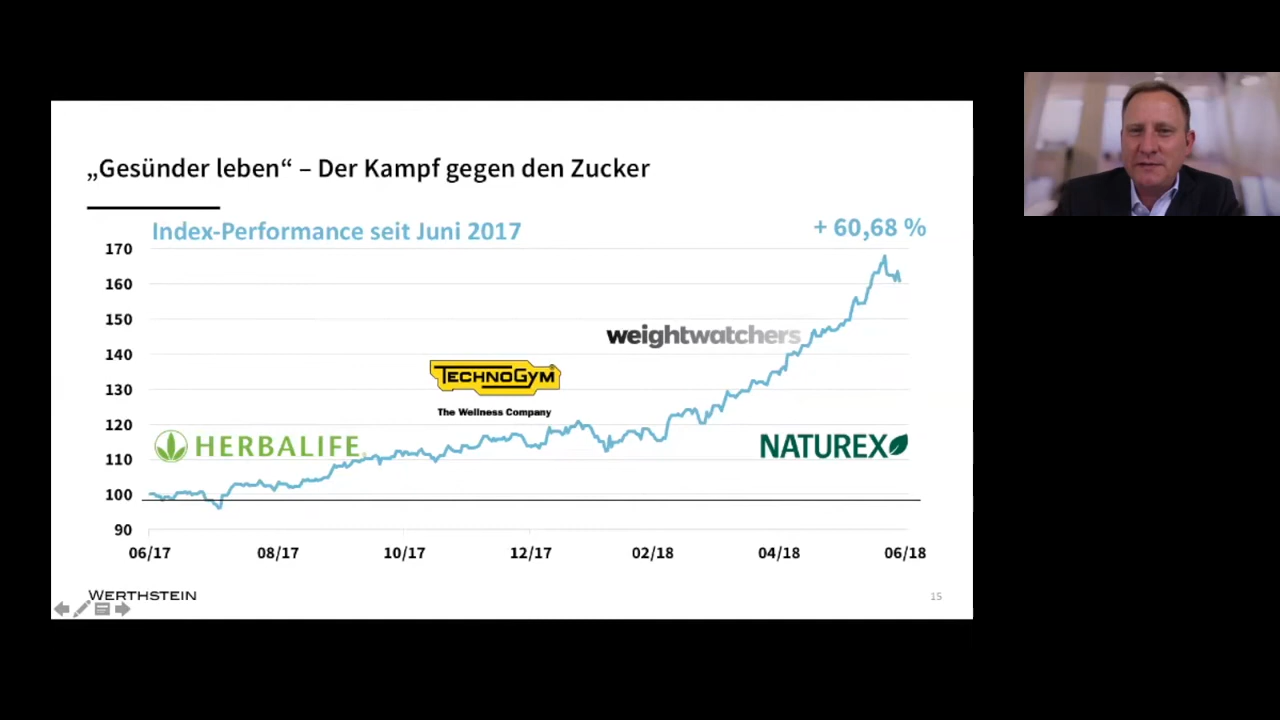 „Gesünder leben“ – Der Kampf gegen den Zucker
Index-Performance seit Juni 2017
+ 60,68 %
170
160
150
140
130
120
110
100
90
weightwatchers
TECHNOGYM
The Wellness Company
HERBALIFE
NATUREX
06/17 08/17 10/17 12/17 02/18 04/18 06/18
WERTHSTEIN
15